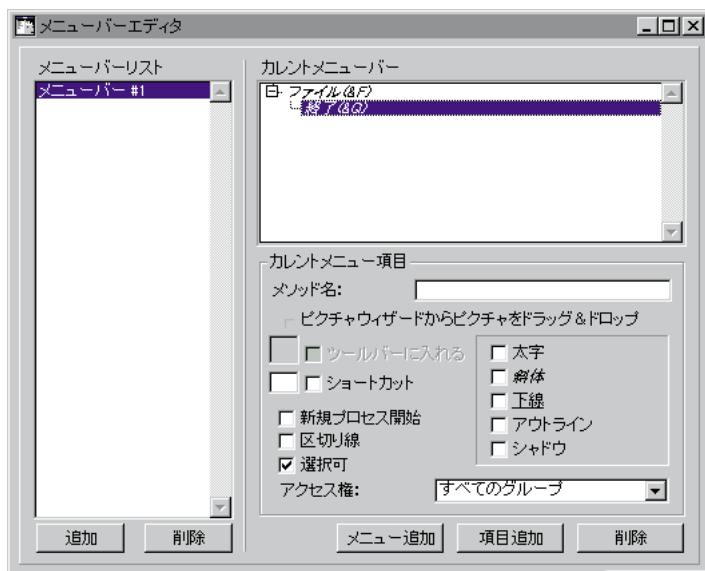 メニューバーエディタ
メニューバーリスト
メニューバー #1
追加
削除
カレントメニューバー
ファイル(&F)
終了(&Q)
カレントメニュー項目
メソッド名:
ピクチャウィザードからピクチャをドラッグ&ドロップ
ツールバーに入れる
ショートカット
新規プロセス開始
区切り線
選択可
太字
斜体
下線
アウトライン
シャドウ
アクセス権:
すべてのグループ
メニュー追加
項目追加
削除